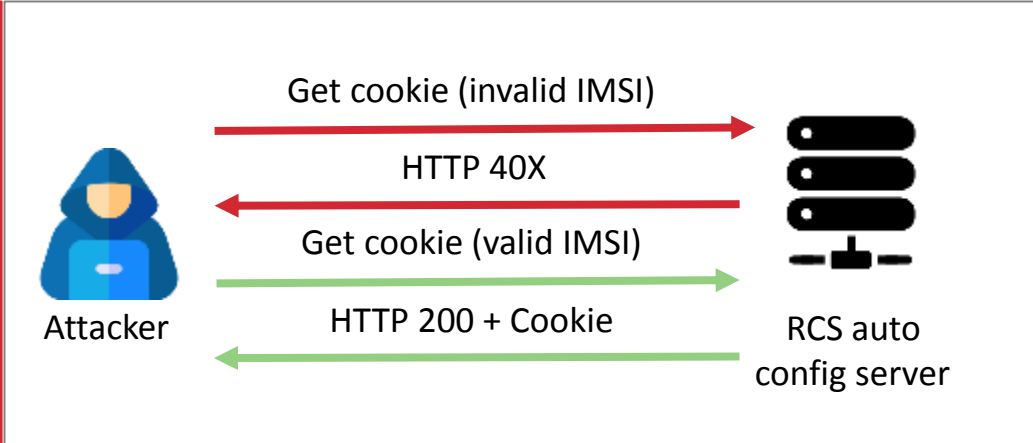 Get cookie (invalid IMSI)
HTTP 40X
Get cookie (valid IMSI)
HTTP 200 + Cookie
Attacker
RCS auto
config server